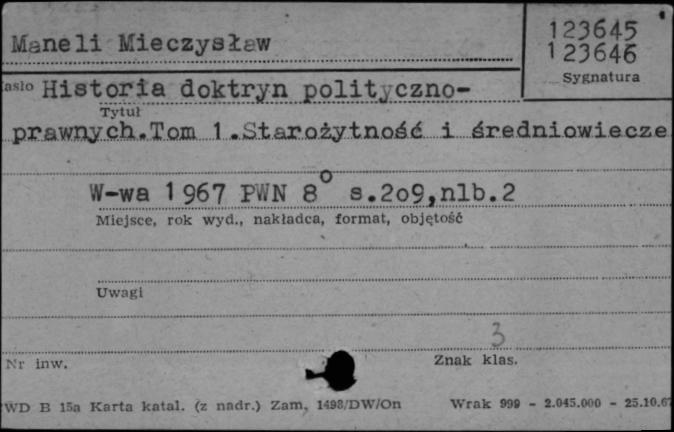 123645
Maneli Mieczysław
123646
Sygnatura
asło Historia doktryn polityczno-
Tytuł
prawnych.Tom 1.Starożytność i średniowiecze
W-wa 1967 PWN 8° s.2o9,nlb.2
Miejsce, rok wyd., nakładca, format, objętość
Uwagi
3
Nr inw.
Znak klas.
WD B 15a Karta katal. (z nadr.) Zam, 1498/DW/On Wrak 999 - 2.045.000 - 25.10.67